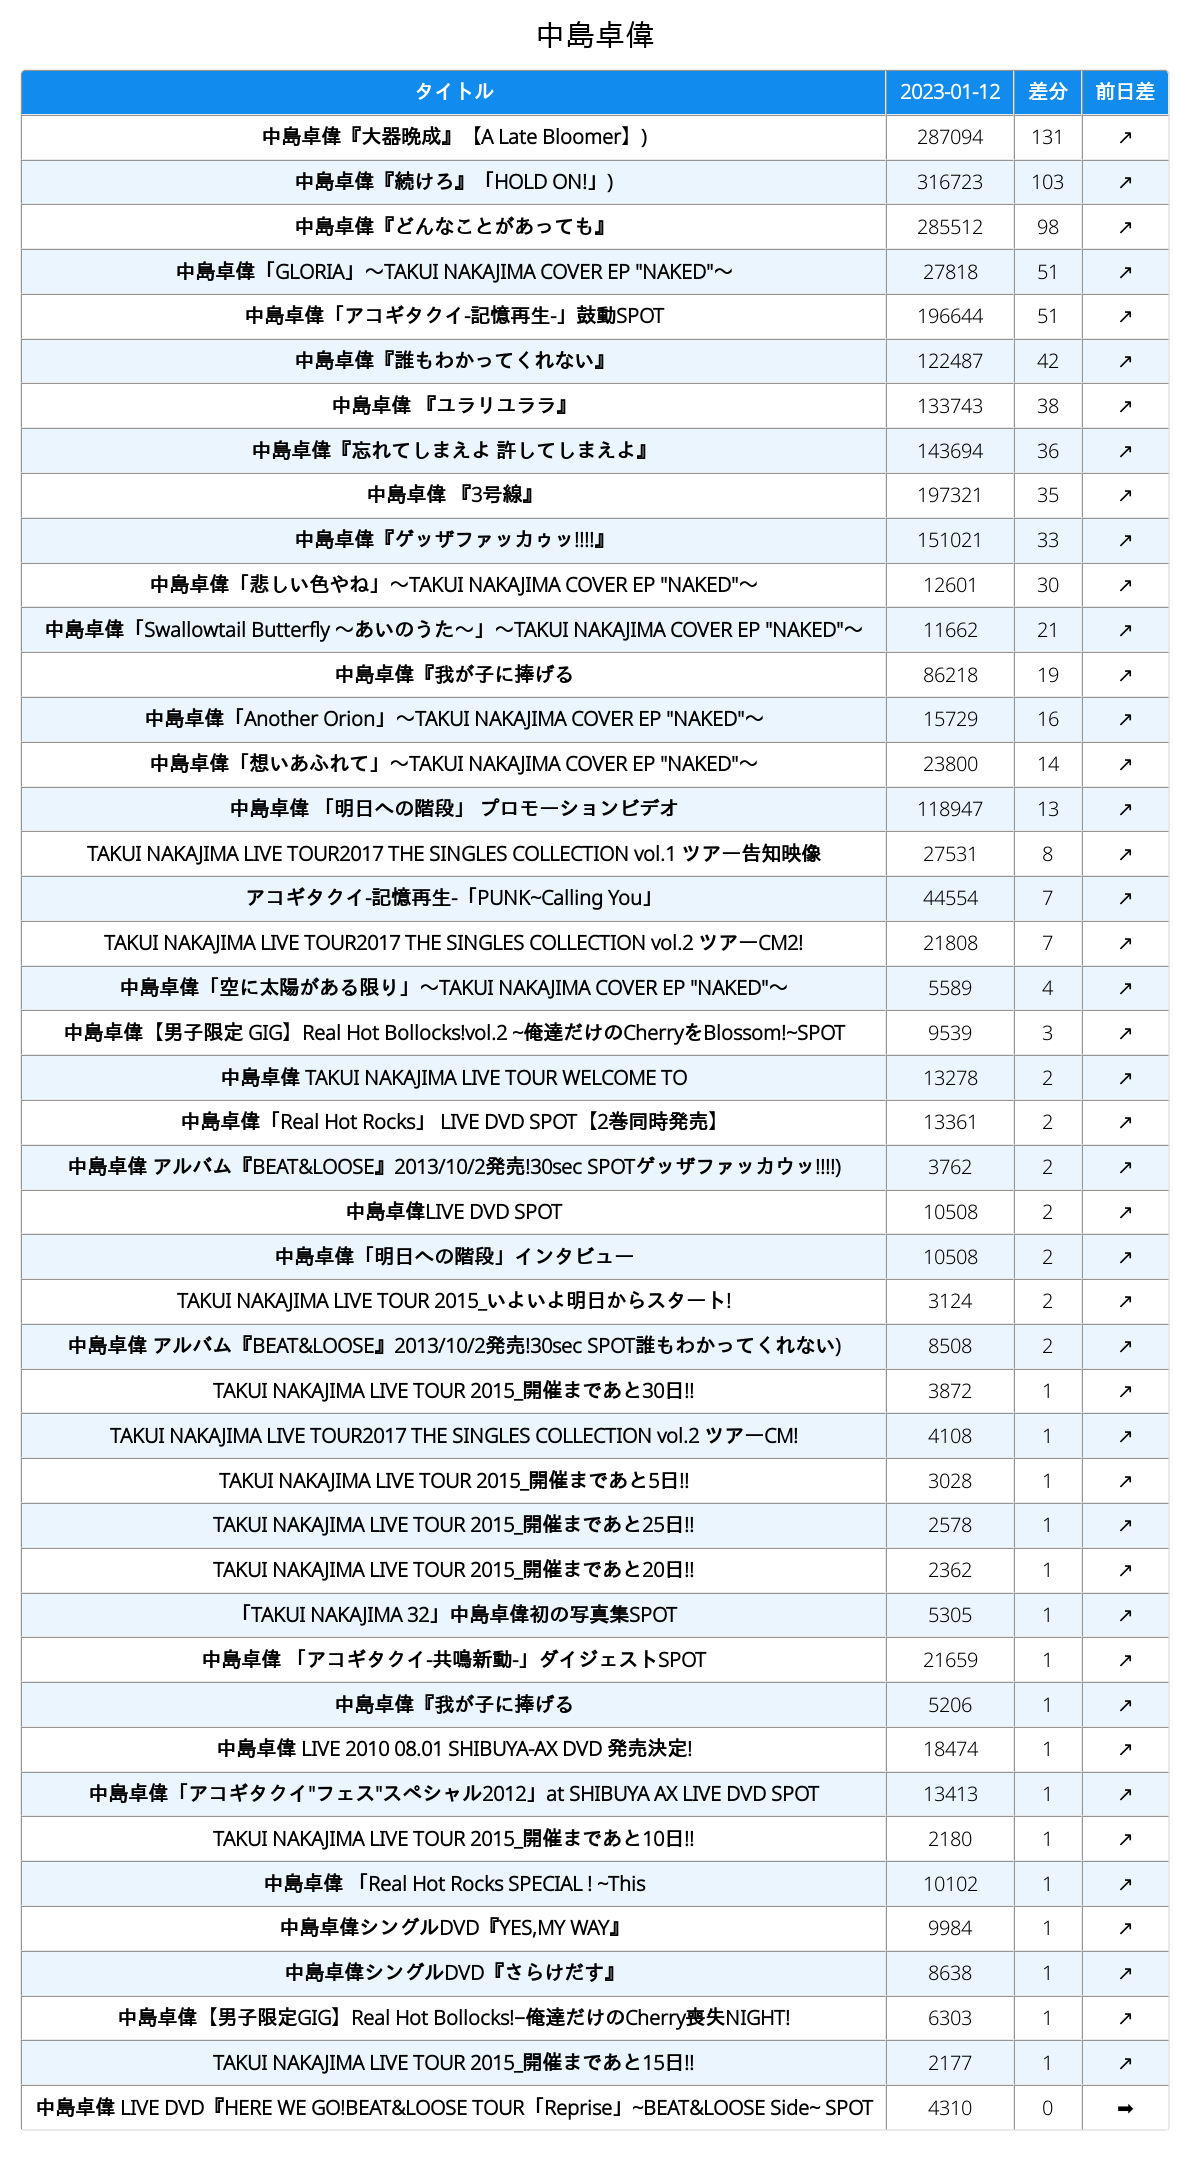 中島卓偉
タイトル 2023-01-12 差分 前日差
中島卓偉『大器晩成』【A Late Bloomer】) 287094 131 ↗
中島卓偉『続けろ』「HOLD ON!」) 316723 103 ↗
中島卓偉『どんなことがあっても』 285512 98 ↗
中島卓偉「GLORIA」〜TAKUI NAKAJIMA COVER EP "NAKED"〜 27818 51 ↗
中島卓偉「アコギタクイ-記憶再生-」鼓動SPOT 196644 51 ↗
中島卓偉『誰もわかってくれない』 122487 42 ↗
中島卓偉 『ユラリユララ』 133743 38 ↗
中島卓偉『忘れてしまえよ 許してしまえよ』 143694 36 ↗
中島卓偉 『3号線』 197321 35 ↗
中島卓偉『ゲッザファッカゥッ!!!!』 151021 33 ↗
中島卓偉「悲しい色やね」〜TAKUI NAKAJIMA COVER EP "NAKED"〜 12601 30 ↗
中島卓偉「Swallowtail Butterfly 〜あいのうた〜」〜TAKUI NAKAJIMA COVER EP "NAKED"〜 11662 21 ↗
中島卓偉『我が子に捧げる 86218 19 ↗
中島卓偉「Another Orion」〜TAKUI NAKAJIMA COVER EP "NAKED"〜 15729 16 ↗
中島卓偉「想いあふれて」〜TAKUI NAKAJIMA COVER EP "NAKED"〜 23800 14 ↗
中島卓偉 「明日への階段」 プロモーションビデオ 118947 13 ↗
TAKUI NAKAJIMA LIVE TOUR2017 THE SINGLES COLLECTION vol.1 ツアー告知映像 27531 8 ↗
アコギタクイ-記憶再生-「PUNK~Calling You」 44554 7 ↗
TAKUI NAKAJIMA LIVE TOUR2017 THE SINGLES COLLECTION vol.2 ツアーCM2! 21808 7 ↗
中島卓偉「空に太陽がある限り」〜TAKUI NAKAJIMA COVER EP "NAKED"〜 5589 4 ↗
中島卓偉【男子限定 GIG】Real Hot Bollocks!vol.2 ~俺達だけのCherryをBlossom!~SPOT 9539 3 ↗
中島卓偉 TAKUI NAKAJIMA LIVE TOUR WELCOME TO 13278 2 ↗
中島卓偉「Real Hot Rocks」 LIVE DVD SPOT【2巻同時発売】 13361 2 ↗
中島卓偉 アルバム『BEAT&LOOSE』2013/10/2発売!30sec SPOTゲッザファッカウッ!!!!) 3762 2 ↗
中島卓偉LIVE DVD SPOT 10508 2 ↗
中島卓偉「明日への階段」インタビュー 10508 2 ↗
TAKUI NAKAJIMA LIVE TOUR 2015_いよいよ明日からスタート! 3124 2 ↗
中島卓偉 アルバム『BEAT&LOOSE』2013/10/2発売!30sec SPOT誰もわかってくれない) 8508 2 ↗
TAKUI NAKAJIMA LIVE TOUR 2015_開催まであと30日!! 3872 1 ↗
TAKUI NAKAJIMA LIVE TOUR2017 THE SINGLES COLLECTION vol.2 ツアーCM! 4108 1 ↗
TAKUI NAKAJIMA LIVE TOUR 2015_開催まであと5日!! 3028 1 ↗
TAKUI NAKAJIMA LIVE TOUR 2015_開催まであと25日!! 2578 1 ↗
TAKUI NAKAJIMA LIVE TOUR 2015_開催まであと20日!! 2362 1 ↗
「TAKUI NAKAJIMA 32」中島卓偉初の写真集SPOT 5305 1 ↗
中島卓偉 「アコギタクイ-共鳴新動-」ダイジェストSPOT 21659 1 ↗
中島卓偉『我が子に捧げる 5206 1 ↗
中島卓偉 LIVE 2010 08.01 SHIBUYA-AX DVD 発売決定! 18474 1 ↗
中島卓偉「アコギタクイ"フェス"スペシャル2012」at SHIBUYA AX LIVE DVD SPOT 13413 1 ↗
TAKUI NAKAJIMA LIVE TOUR 2015_開催まであと10日!! 2180 1 ↗
中島卓偉 「Real Hot Rocks SPECIAL ! ~This 10102 1 ↗
中島卓偉シングルDVD『YES,MY WAY』 9984 1 ↗
中島卓偉シングルDVD『さらけだす』 8638 1 ↗
中島卓偉【男子限定GIG】Real Hot Bollocks!−俺達だけのCherry喪失NIGHT! 6303 1 ↗
TAKUI NAKAJIMA LIVE TOUR 2015_開催まであと15日!! 2177 1 ↗
中島卓偉 LIVE DVD『HERE WE GO!BEAT&LOOSE TOUR「Reprise」~BEAT&LOOSE Side~ SPOT 4310 0 ➡